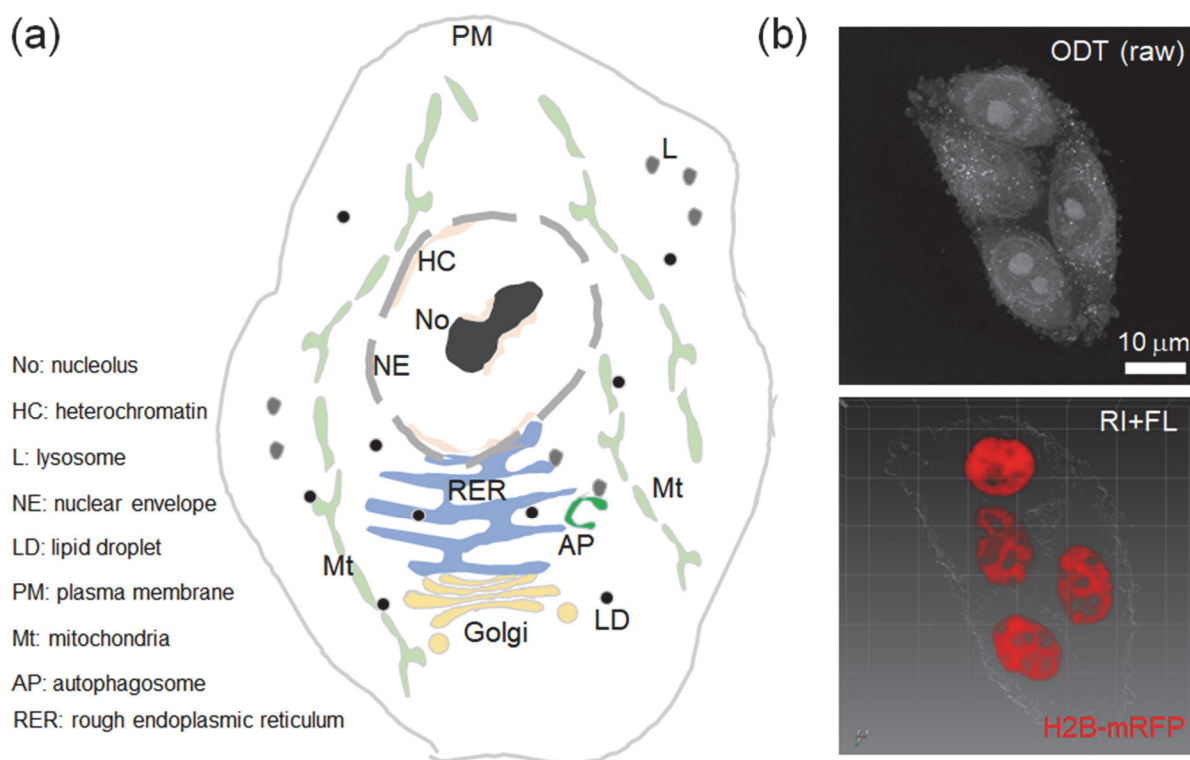 (a)
PM
L
HC
No
NE
RER
Mt
AP
Mt
LD
Golgi
No: nucleolus
HC: heterochromatin
L: lysosome
NE: nuclear envelope
LD: lipid droplet
PM: plasma membrane
Mt: mitochondria
AP: autophagosome
RER: rough endoplasmic reticulum
(b)
ODT (raw)
10 μm
RI+FL
H2B-mRFP